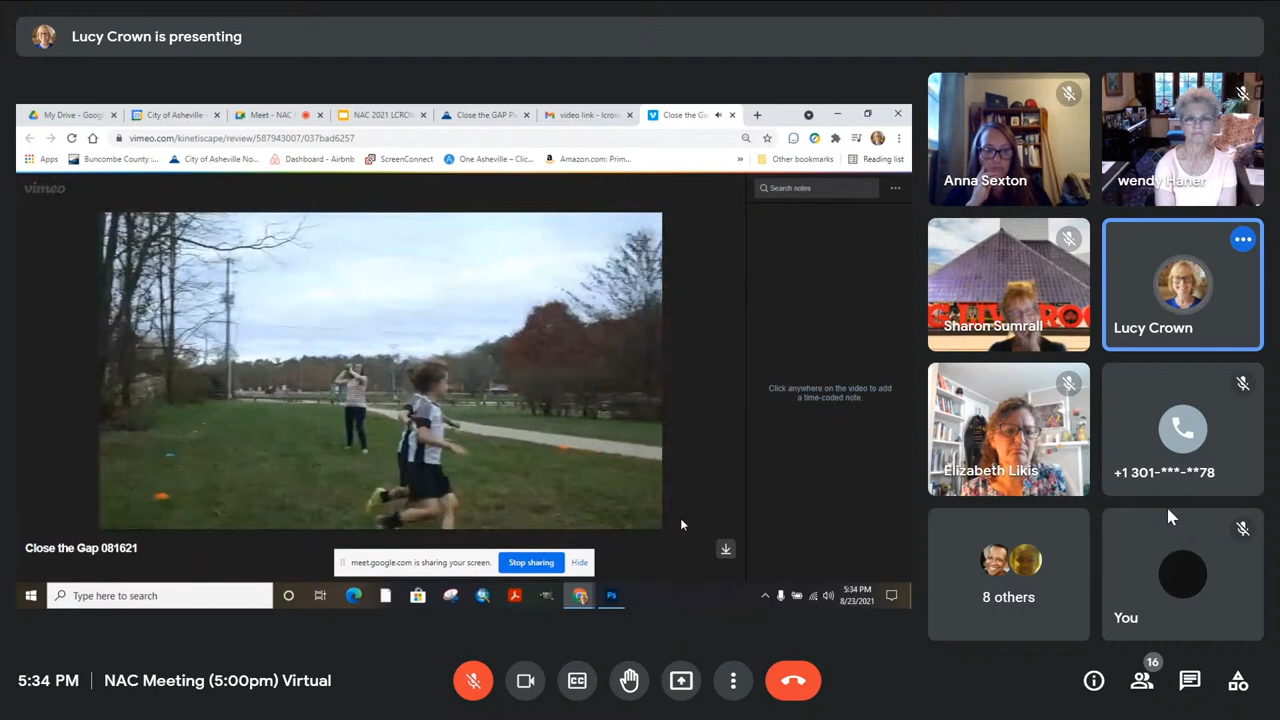 Lucy Crown is presenting
My Drive - Googl
City of Asheville -
Meet – NAC
NAC 2021 LCROV
Close the GAP Pl
video link - lcrow
Close the Ga
vimeo.com/kinetiscape/review/587943007/037bad6257
Apps
Buncombe County :...
City of Asheville No...
Dashboard - Airbnb
ScreenConnect
One Asheville – Clic...
Amazon.com: Prim...
»
Other bookmarks
Reading list
vimeo
Search notes
Click anywhere on the video to add
a time-coded note
Close the Gap 081621
meet.google.com is sharing your screen.
Stop sharing
Hide
Type here to search
Ps
5:34 PM
8/23/2021
Anna Sexton
wendy Haner
Sharon Sumrall
Lucy Crown
Elizabeth Likis
+1 301-***-**78
8 others
You
5:34 PM | NAC Meeting (5:00pm) Virtual
16